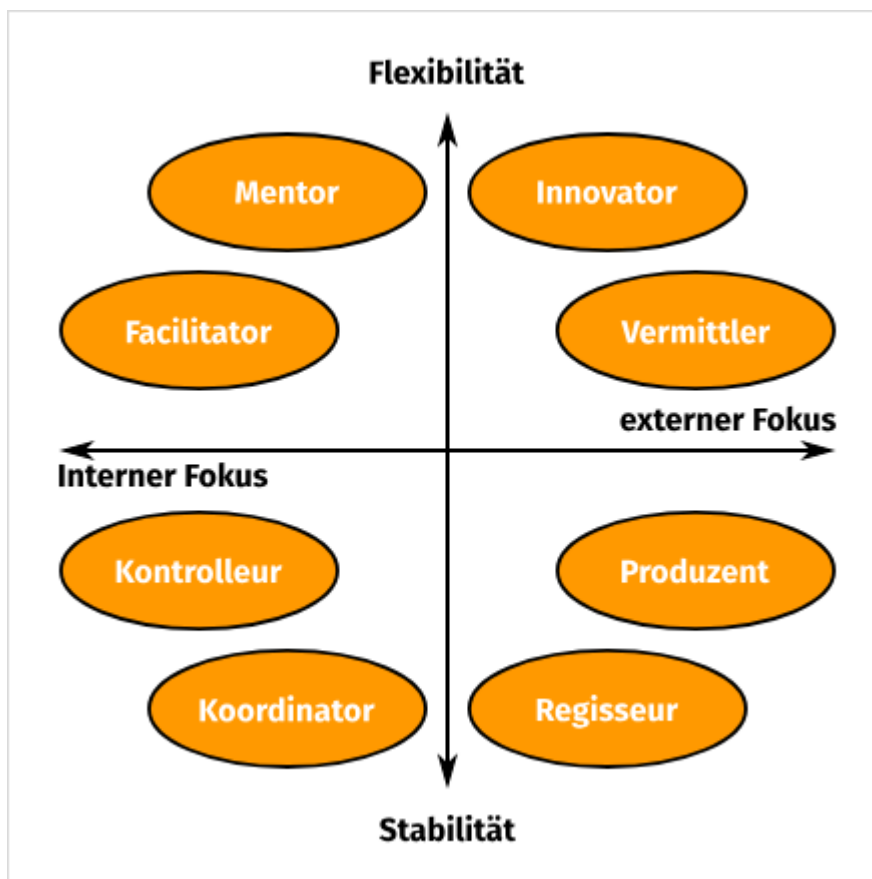 Flexibilität
Mentor
Innovator
Facilitator
Vermittler
externer Fokus
Interner Fokus
Kontrolleur
Produzent
Koordinator
Regisseur
Stabilität